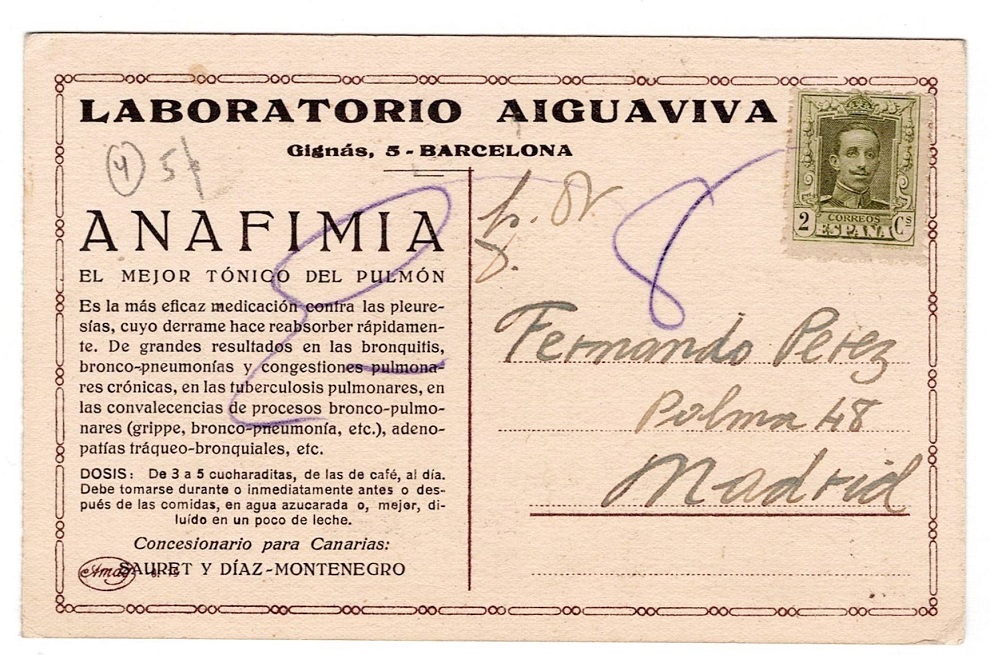 LABORATORIO AIGUAVIVA
Gignás, 5 - BARCELONA
4 5
ANAFIMIA
EL MEJOR TÓNICO DEL PULMÓN
Es la más eficaz medicación contra las pleure-
sías, cuyo derrame hace reabsorber rápidamen-
te. De grandes resultados en las bronquitis,
bronco-pneumonías y congestiones pulmona-
res crónicas, en las tuberculosis pulmonares, en
las convalecencias de procesos bronco-pulmo-
nares (grippe, bronco-pneumonía, etc.), adeno-
patías tráqueo-bronquiales, etc.
DOSIS: De 3 a 5 cucharaditas, de las de café, al día.
Debe tomarse durante o inmediatamente antes o des-
pués de las comidas, en agua azucarada o, mejor, di-
luído en un poco de leche.
Concesionario para Canarias:
SAURET Y DÍAZ-MONTENEGRO
2 CORREOS Cs
ESPAÑA
8
Fernando Perez
Palma 48
Madrid